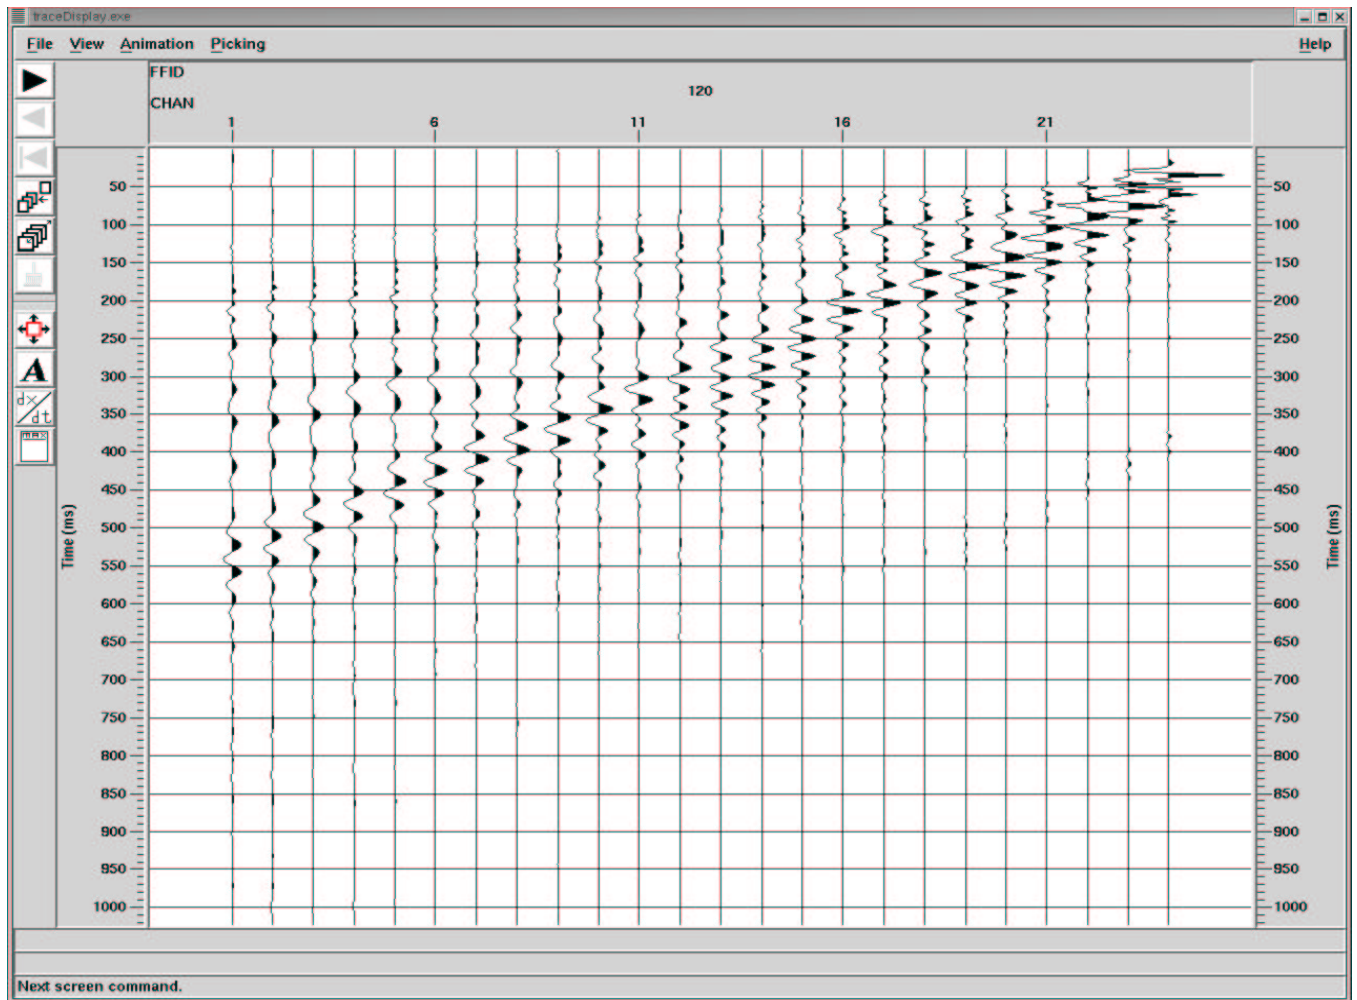 traceDisplay.exe
File View Animation Picking Help
FFID
120
CHAN
1 6 11 16 21
50 50
100 100
150 150
200 200
250 250
300 300
350 350
400 400
450 450
500 500
550 550
600 600
650 650
700 700
750 750
800 800
850 850
900 900
950 950
1000 1000
Time (ms) Time (ms)
A
dx/dt
max
Next screen command.